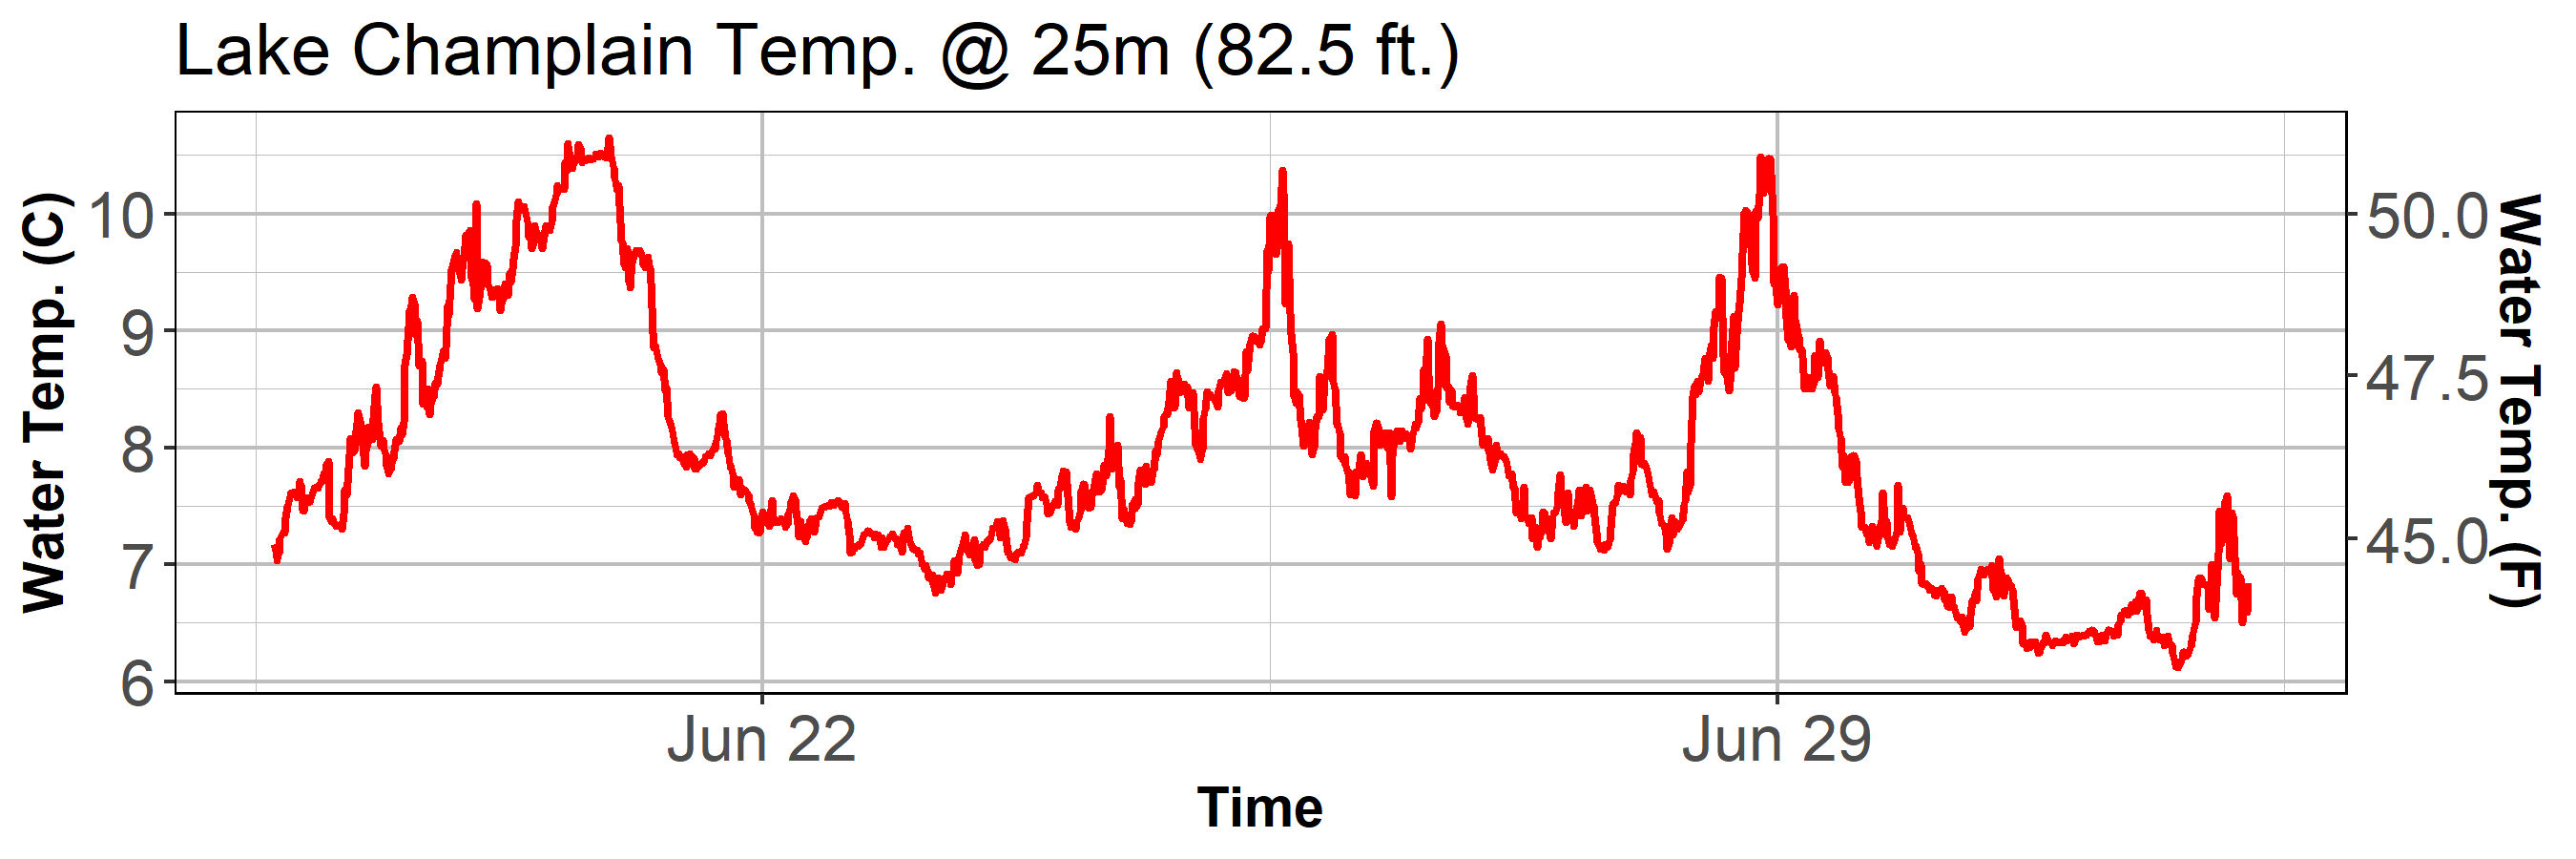 Lake Champlain Temp. @ 25m (82.5 ft.)
Water Temp. (C)
10
9
8
7
6
50.0
47.5
45.0
Water Temp. (F)
Jun 22
Jun 29
Time